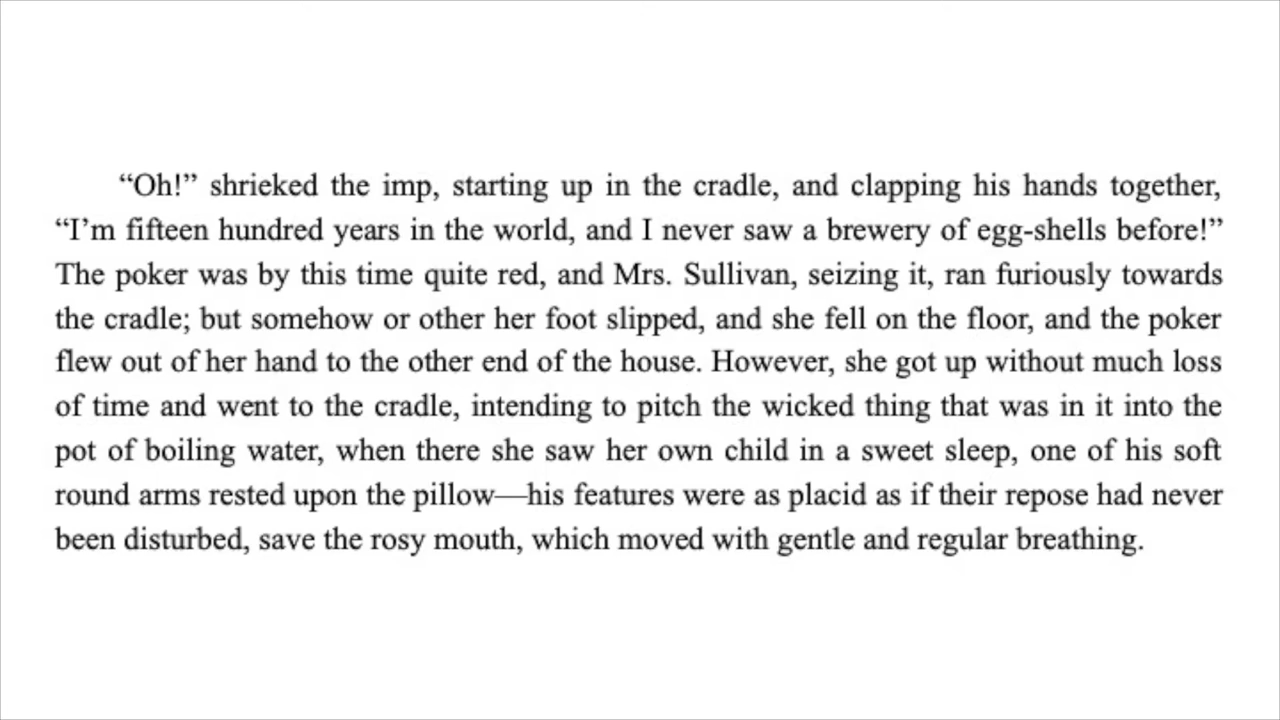 “Oh!” shrieked the imp, starting up in the cradle, and clapping his hands together,
“I’m fifteen hundred years in the world, and I never saw a brewery of egg-shells before!”
The poker was by this time quite red, and Mrs. Sullivan, seizing it, ran furiously towards
the cradle; but somehow or other her foot slipped, and she fell on the floor, and the poker
flew out of her hand to the other end of the house. However, she got up without much loss
of time and went to the cradle, intending to pitch the wicked thing that was in it into the
pot of boiling water, when there she saw her own child in a sweet sleep, one of his soft
round arms rested upon the pillow—his features were as placid as if their repose had never
been disturbed, save the rosy mouth, which moved with gentle and regular breathing.